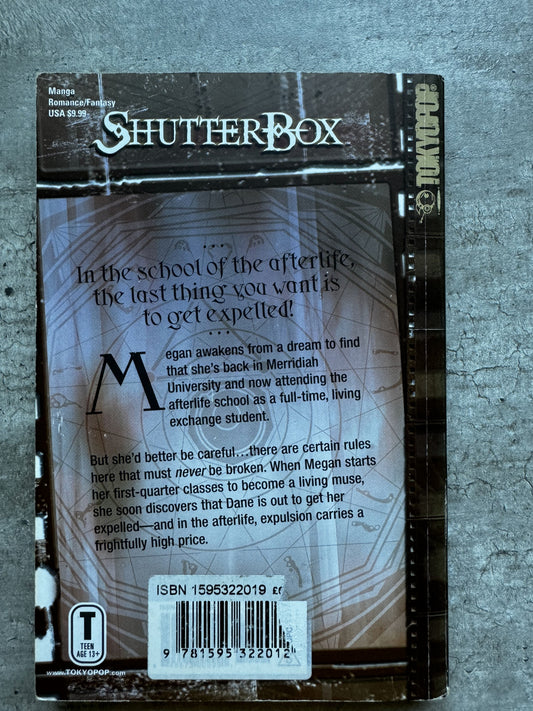 Manga
Romance/Fantasy
USA $9.99
SHUTTERBOX
TOKYOPOP®
In the school of the afterlife,
the last thing you want is
to get expelled!
Megan awakens from a dream to find
that she's back in Merridiah
University and now attending the
afterlife school as a full-time, living
exchange student.
But she'd better be careful...there are certain rules
here that must never be broken. When Megan starts
her first-quarter classes to become a living muse,
she soon discovers that Dane is out to get her
expelled—and in the afterlife, expulsion carries a
frightfully high price.
ISBN 1595322019
9 781595 322012
T
TEEN
AGE 13+
www.TOKYOPOP.com